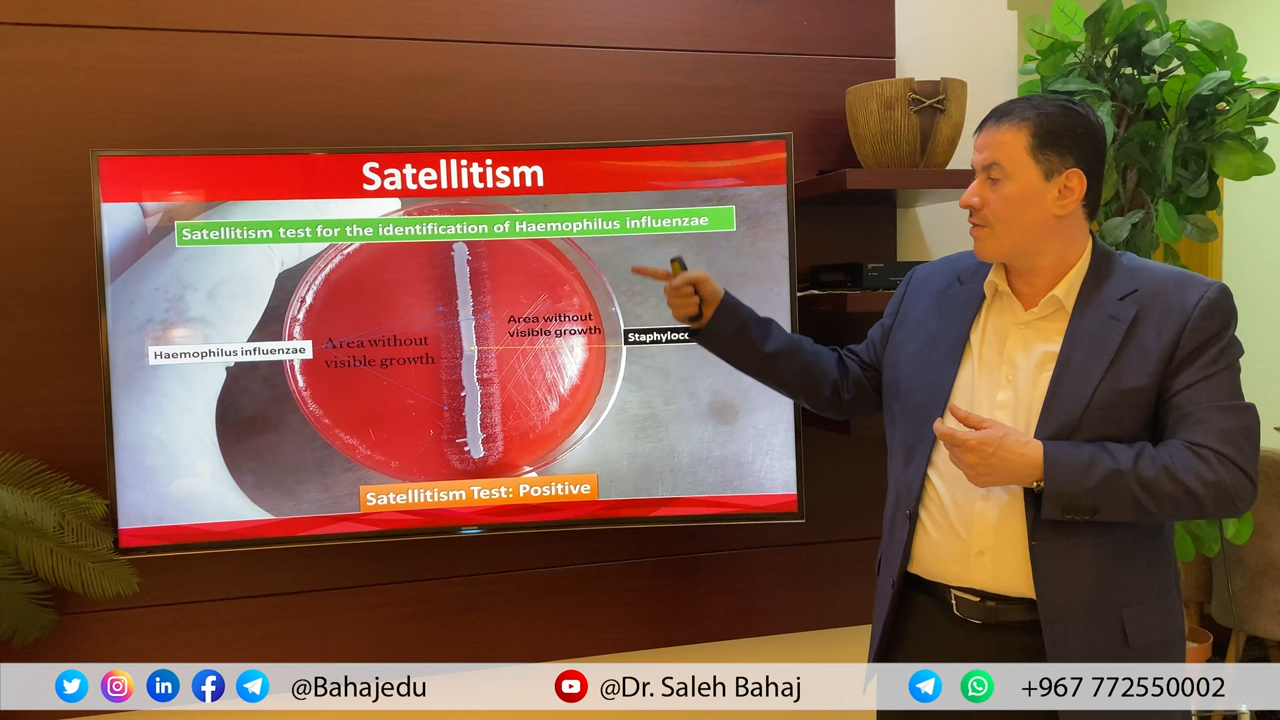 Satellitism
Satellitism test for the identification of Haemophilus influenzae
Area without
visible growth
Haemophilus influenzae
Area without
visible growth
Satellitism Test: Positive
@Bahajedu
@Dr. Saleh Bahaj
+967 772550002